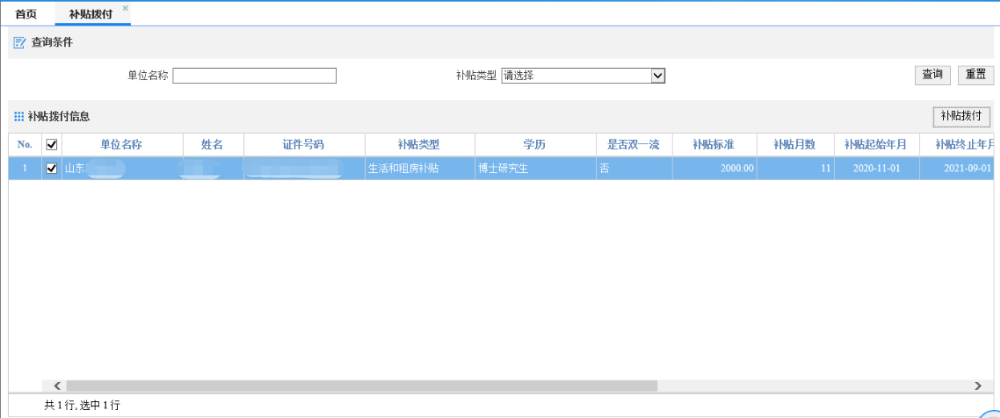 首页 补贴拨付 ×
查询条件
单位名称 补贴类型 请选择 查询 重置
补贴拨付信息 补贴拨付
No. 单位名称 姓名 证件号码 补贴类型 学历 是否双一流 补贴标准 补贴月数 补贴起始年月 补贴终止年月
1 山东 生活和租房补贴 博士研究生 否 2000.00 11 2020-11-01 2021-09-01
共1行,选中1行